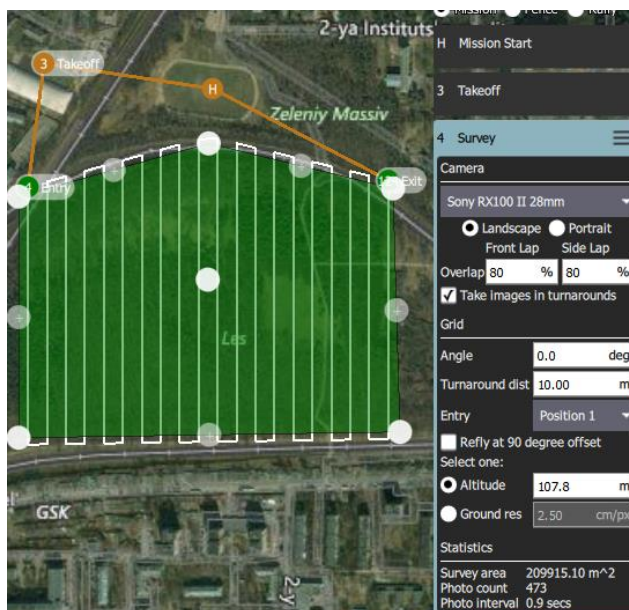 2-ya Instituts
3 Takeoff
H
Zeleniy Massiv
4 Entry
Exit
Les
GSK
2-y
Mission Fence Rally
H Mission Start
3 Takeoff
4 Survey
Camera
Sony RX100 II 28mm
Landscape Portrait
Front Lap Side Lap
Overlap 80 % 80 %
Take images in turnarounds
Grid
Angle 0.0 deg
Turnaround dist 10.00 m
Entry Position 1
Refly at 90 degree offset
Select one:
Altitude 107.8 m
Ground res 2.50 cm/px
Statistics
Survey area 209915.10 m^2
Photo count 473
Photo interval 0.9 secs